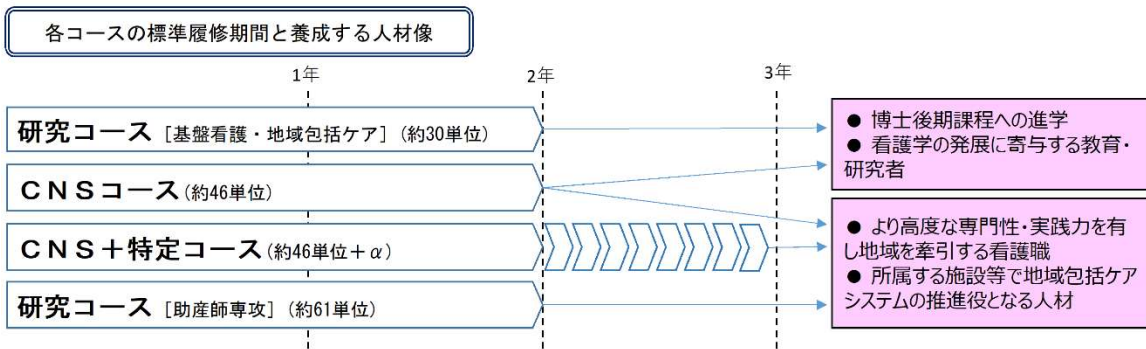 各コースの標準履修期間と養成する人材像
1年
2年
3年
研究コース [基盤看護・地域包括ケア] (約30単位)
CNSコース(約46単位)
CNS+特定コース(約46単位+α)
研究コース [助産師専攻] (約61単位)
● 博士後期課程への進学
● 看護学の発展に寄与する教育・
研究者
● より高度な専門性・実践力を有
し地域を牽引する看護職
● 所属する施設等で地域包括ケア
システムの推進役となる人材